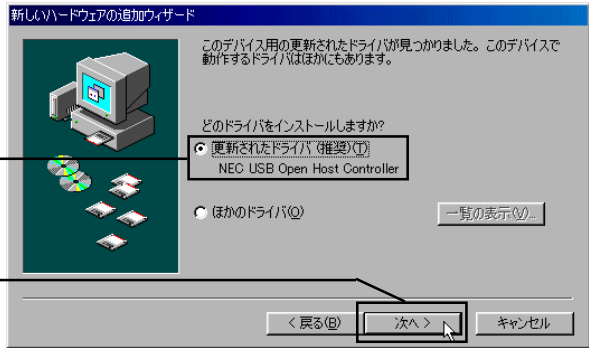 新しいハードウェアの追加ウィザード
このデバイス用の更新されたドライバが見つかりました。このデバイスで
動作するドライバはほかにもあります。
どのドライバをインストールしますか?
更新されたドライバ (推奨)(T)
NEC USB Open Host Controller
ほかのドライバ(O)
一覧の表示(V)...
< 戻る(B)
次へ >
キャンセル